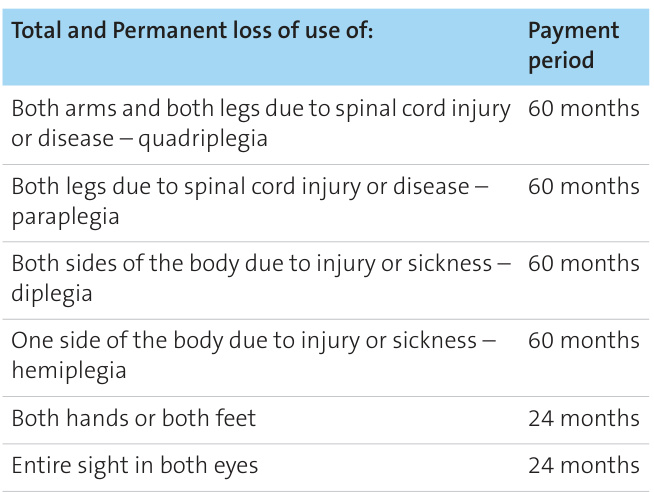 Total and Permanent loss of use of: Payment
period
Both arms and both legs due to spinal cord injury 60 months
or disease – quadriplegia
Both legs due to spinal cord injury or disease – 60 months
paraplegia
Both sides of the body due to injury or sickness – 60 months
diplegia
One side of the body due to injury or sickness – 60 months
hemiplegia
Both hands or both feet 24 months
Entire sight in both eyes 24 months